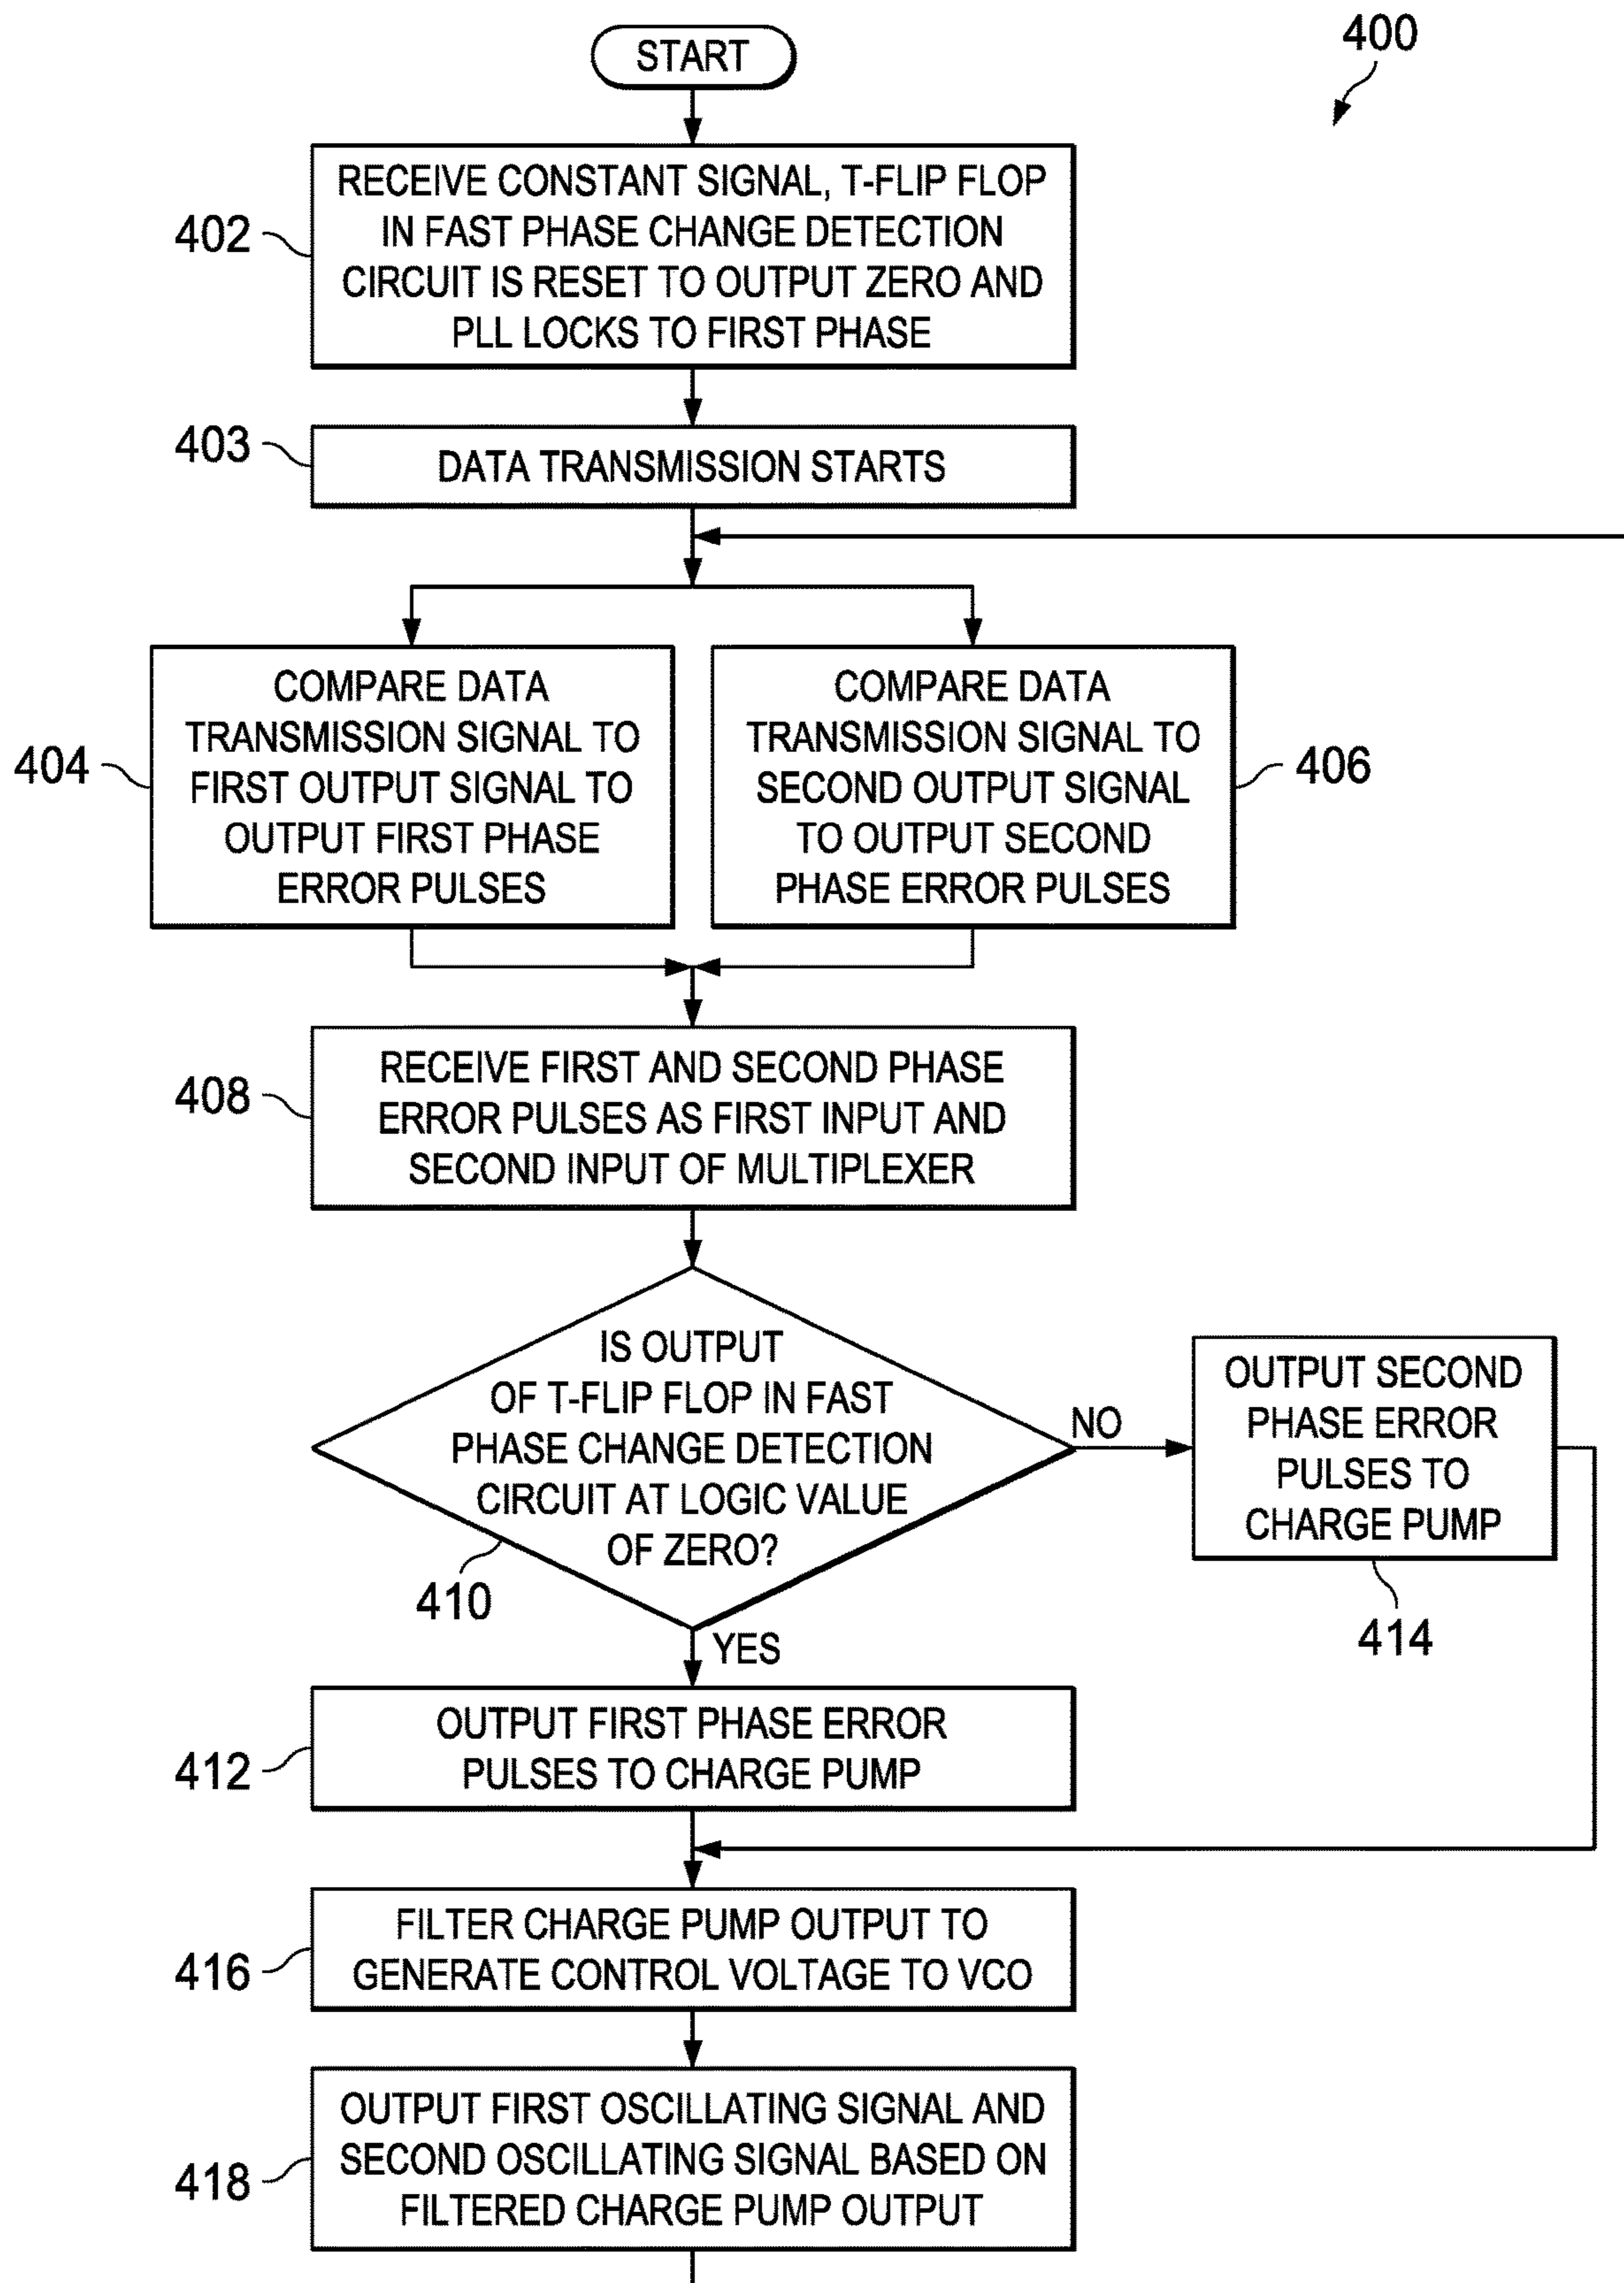 START
400
RECEIVE CONSTANT SIGNAL, T-FLIP FLOP
IN FAST PHASE CHANGE DETECTION
CIRCUIT IS RESET TO OUTPUT ZERO AND
PLL LOCKS TO FIRST PHASE
402
403
DATA TRANSMISSION STARTS
404
COMPARE DATA
TRANSMISSION SIGNAL TO
FIRST OUTPUT SIGNAL TO
OUTPUT FIRST PHASE
ERROR PULSES
COMPARE DATA
TRANSMISSION SIGNAL TO
SECOND OUTPUT SIGNAL
TO OUTPUT SECOND
PHASE ERROR PULSES
406
408
RECEIVE FIRST AND SECOND PHASE
ERROR PULSES AS FIRST INPUT AND
SECOND INPUT OF MULTIPLEXER
IS OUTPUT
OF T-FLIP FLOP IN FAST
PHASE CHANGE DETECTION
CIRCUIT AT LOGIC VALUE
OF ZERO?
410
NO
OUTPUT SECOND
PHASE ERROR
PULSES TO
CHARGE PUMP
414
YES
412
OUTPUT FIRST PHASE ERROR
PULSES TO CHARGE PUMP
416
FILTER CHARGE PUMP OUTPUT TO
GENERATE CONTROL VOLTAGE TO VCO
418
OUTPUT FIRST OSCILLATING SIGNAL AND
SECOND OSCILLATING SIGNAL BASED ON
FILTERED CHARGE PUMP OUTPUT